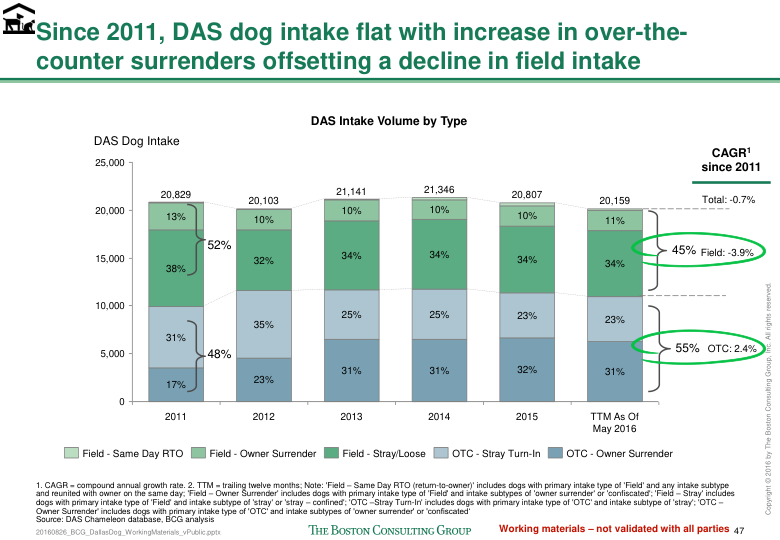 Since 2011, DAS dog intake flat with increase in over-the-
counter surrenders offsetting a decline in field intake
DAS Intake Volume by Type
DAS Dog Intake
CAGR1
since 2011
25,000
20,000
15,000
10,000
5,000
0
20,829
20,103
21,141
21,346
20,807
20,159
Total: -0.7%
13%
10%
10%
10%
10%
11%
52%
45%
Field: -3.9%
38%
32%
34%
34%
34%
34%
31%
35%
25%
25%
23%
23%
48%
55%
OTC: 2.4%
17%
23%
31%
31%
32%
31%
2011
2012
2013
2014
2015
TTM As Of
May 2016
Field - Same Day RTO
Field - Owner Surrender
Field - Stray/Loose
OTC - Stray Turn-In
OTC - Owner Surrender
1. CAGR = compound annual growth rate. 2. TTM = trailing twelve months; Note: 'Field – Same Day RTO (return-to-owner)' includes dogs with primary intake type of 'Field' and any intake subtype
and reunited with owner on the same day; 'Field – Owner Surrender' includes dogs with primary intake type of 'Field' and intake subtypes of 'owner surrender' or 'confiscated'; 'Field – Stray' includes
dogs with primary intake type of 'Field' and intake subtype of 'stray' or 'stray – confined'; 'OTC –Stray Turn-In' includes dogs with primary intake type of 'OTC' and intake subtype of 'stray'; 'OTC –
Owner Surrender' includes dogs with primary intake type of 'OTC' and intake subtypes of 'owner surrender' or 'confiscated'
Source: DAS Chameleon database, BCG analysis
20160826_BCG_DallasDog_WorkingMaterials_vPublic.pptx
THE BOSTON CONSULTING GROUP
Working materials – not validated with all parties
47
Copyright © 2016 by The Boston Consulting Group, Inc. All rights reserved.